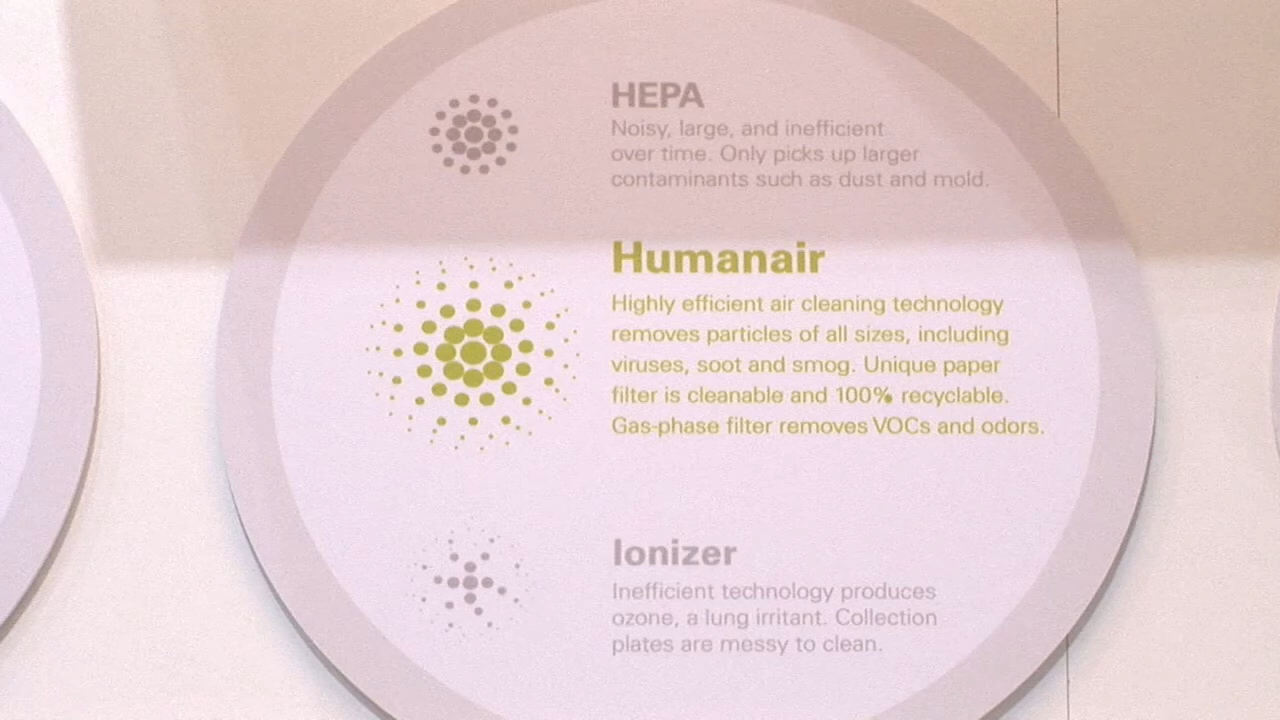 HEPA
Noisy, large, and inefficient
over time. Only picks up larger
contaminants such as dust and mold.
Humanair
Highly efficient air cleaning technology
removes particles of all sizes, including
viruses, soot and smog. Unique paper
filter is cleanable and 100% recyclable.
Gas-phase filter removes VOCs and odors.
Ionizer
Inefficient technology produces
ozone, a lung irritant. Collection
plates are messy to clean.